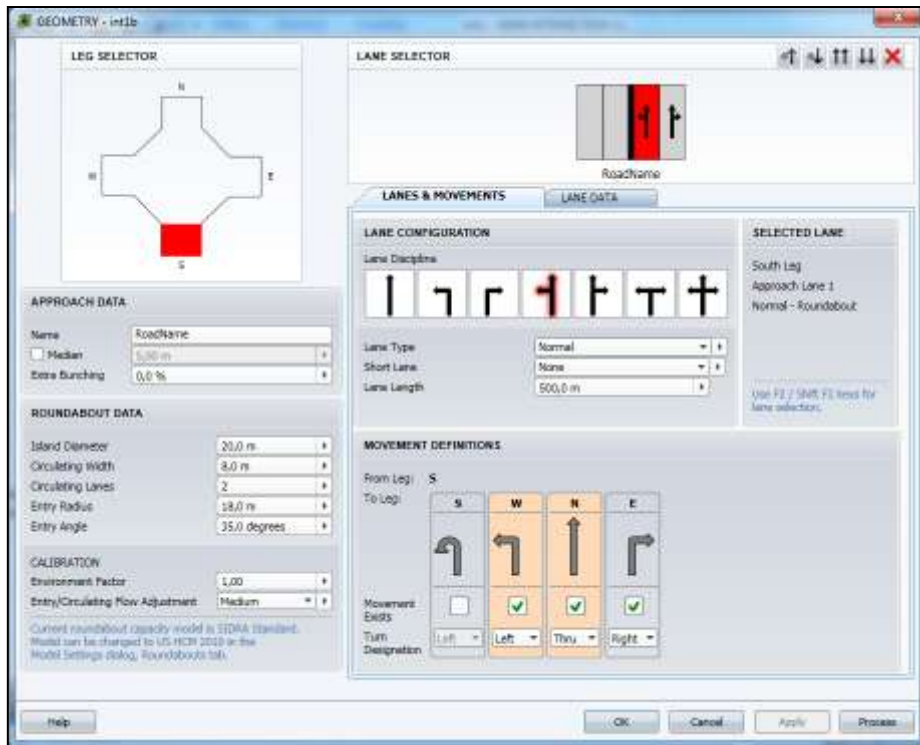 GEOMETRY - int1b
LEG SELECTOR
N
W
E
S
APPROACH DATA
Name RoadName
Median 5,00 m
Extra Bunching 0,0 %
ROUNDABOUT DATA
Island Diameter 20,0 m
Circulating Width 8,0 m
Circulating Lanes 2
Entry Radius 18,0 m
Entry Angle 35,0 degrees
CALIBRATION
Environment Factor 1,00
Entry/Circulating Flow Adjustment Medium
Current roundabout capacity model is SIDRA Standard.
Model can be changed to US HCM 2010 in the
Model Settings dialog, Roundabouts tab.
LANE SELECTOR
RoadName
LANES & MOVEMENTS
LANE DATA
LANE CONFIGURATION
Lane Discipline
Lane Type Normal
Short Lane None
Lane Length 500,0 m
SELECTED LANE
South Leg
Approach Lane 1
Normal - Roundabout
Use F2 / Shift F2 keys for
lane selection.
MOVEMENT DEFINITIONS
From Leg: S
To Leg: S W N E
Movement
Exists
Turn
Designation
Left Left Thru Right
Help OK Cancel Apply Process